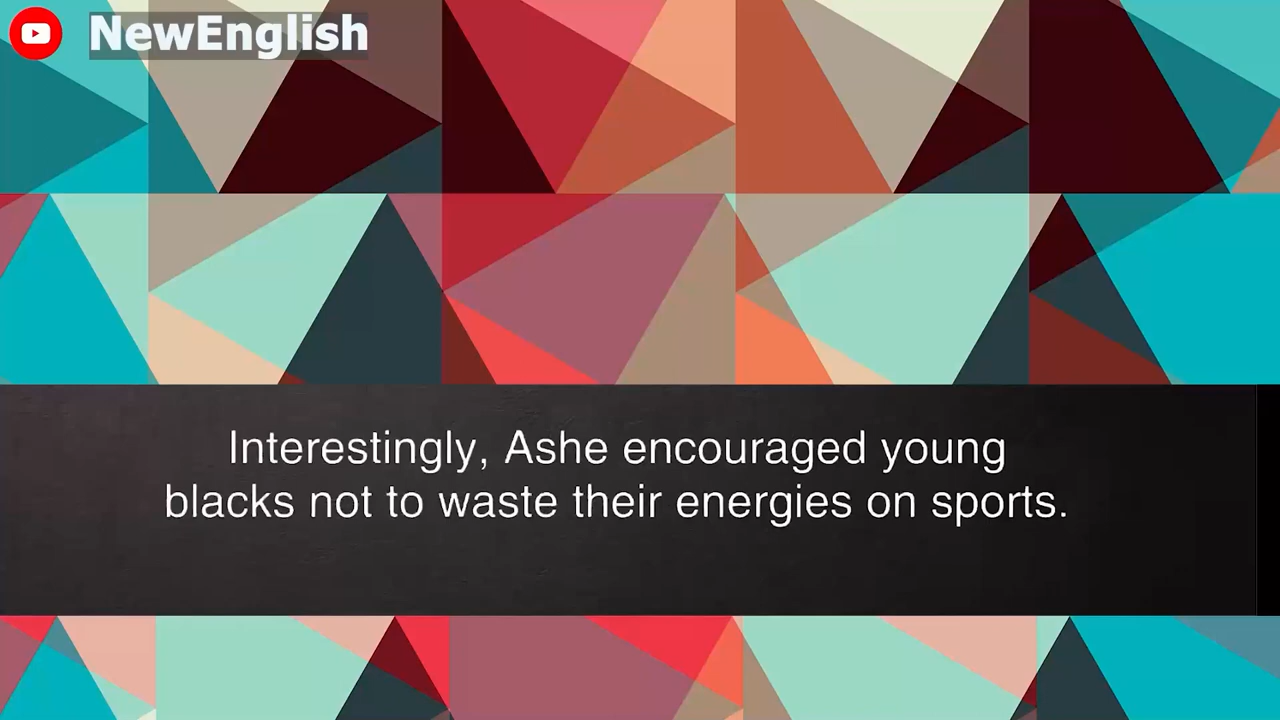 NewEnglish
Interestingly, Ashe encouraged young
blacks not to waste their energies on sports.